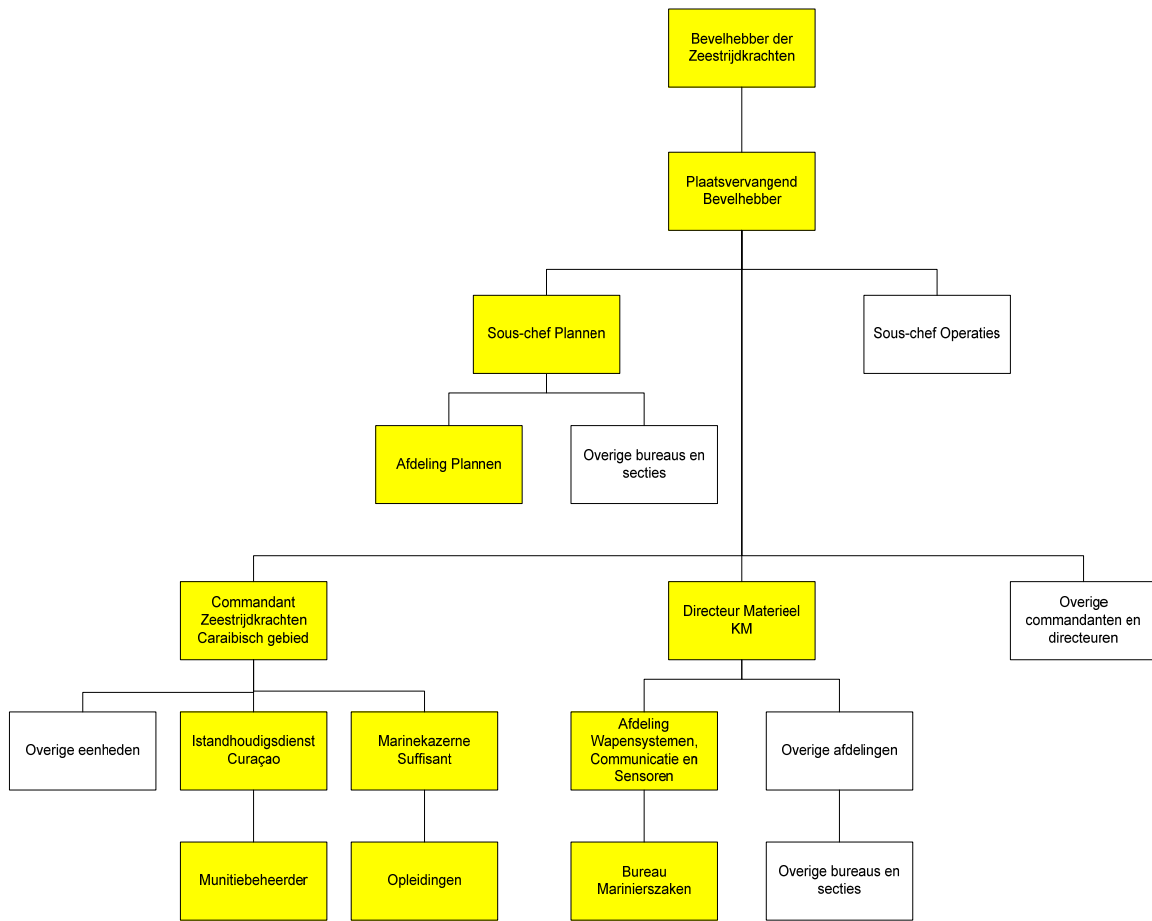 Bevelhebber der
Zeestrijdkrachten
Plaatsvervangend
Bevelhebber
Sous-chef Plannen
Sous-chef Operaties
Afdeling Plannen
Overige bureaus en
secties
Commandant
Zeestrijdkrachten
Caraibisch gebied
Directeur Materieel
KM
Overige
commandanten en
directeuren
Overige eenheden
Istandhoudigsdienst
Curaçao
Marinekazerne
Suffisant
Afdeling
Wapensystemen,
Communicatie en
Sensoren
Overige afdelingen
Munitiebeheerder
Opleidingen
Bureau
Marinierszaken
Overige bureaus en
secties